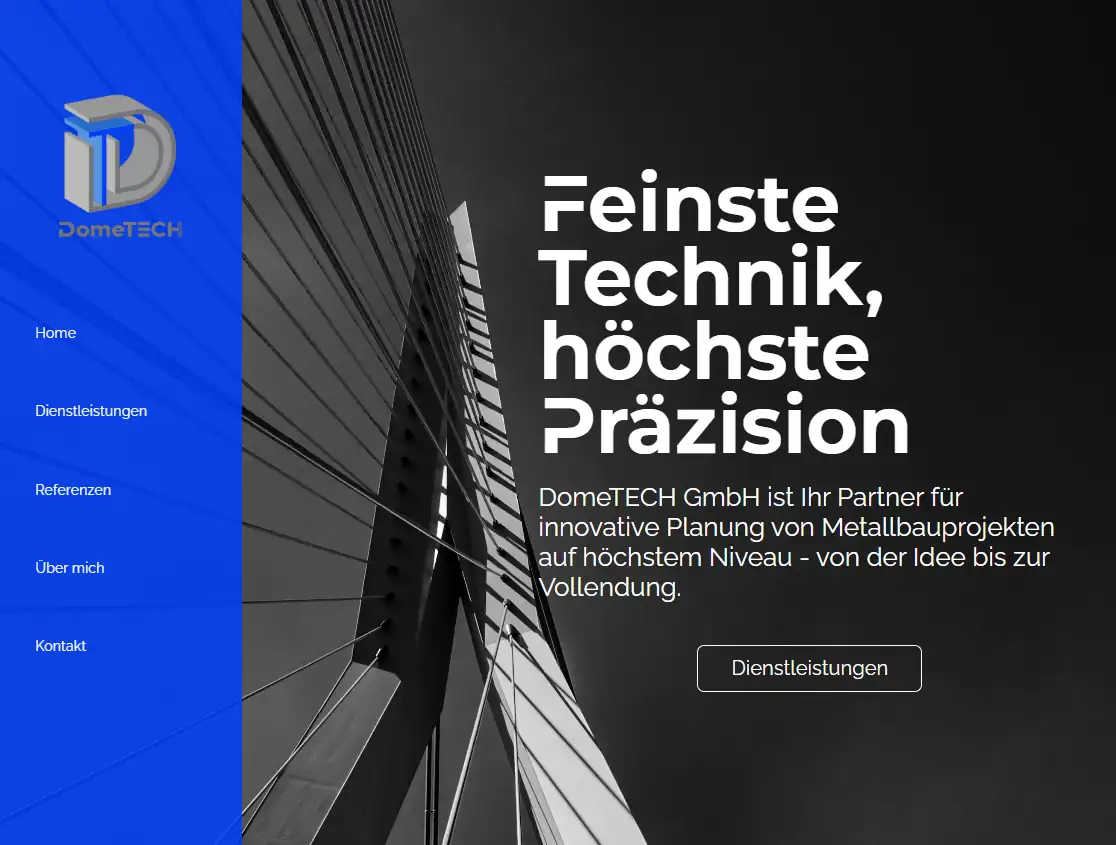 DomeTECH
Home
Dienstleistungen
Referenzen
Über mich
Kontakt
Feinste
Technik,
höchste
Präzision
DomeTECH GmbH ist Ihr Partner für
innovative Planung von Metallbauprojekten
auf höchstem Niveau - von der Idee bis zur
Vollendung.
Dienstleistungen